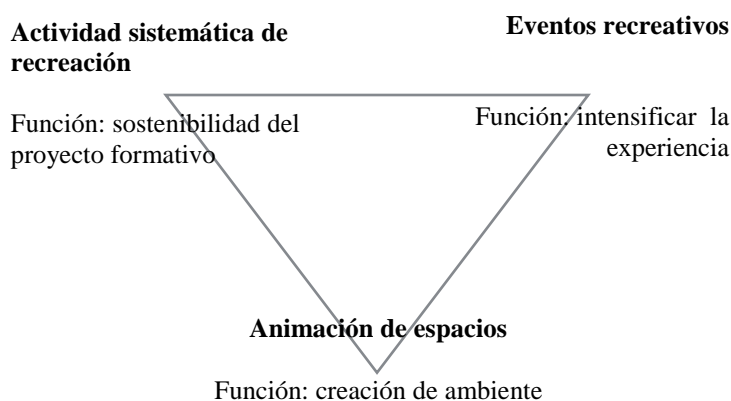 Actividad sistemática de
recreación
Función: sostenibilidad del
proyecto formativo
Eventos recreativos
Función: intensificar la
experiencia
Animación de espacios
Función: creación de ambiente